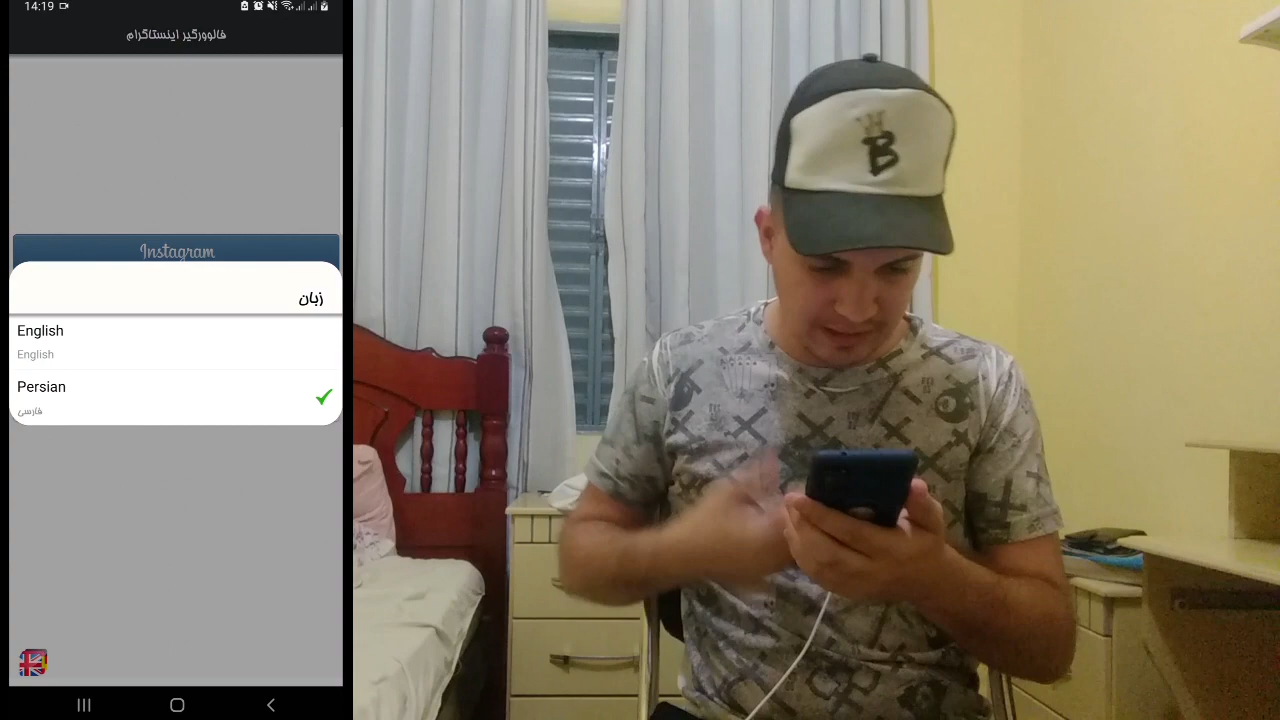 14:19
فالوورگیر اینستاگرام
Instagram
زبان
English
English
Persian
فارسی
B